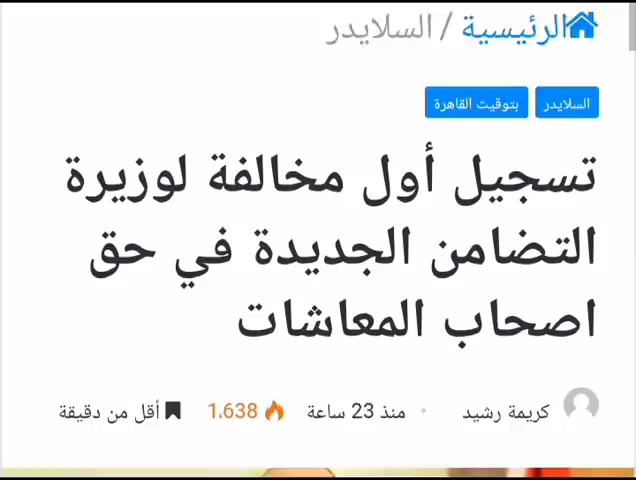 الرئيسية / السلايدر
السلايدر بتوقيت القاهرة
تسجيل أول مخالفة لوزيرة
التضامن الجديدة في حق
اصحاب المعاشات
كريمة رشيد • منذ 23 ساعة 1٬638 أقل من دقيقة